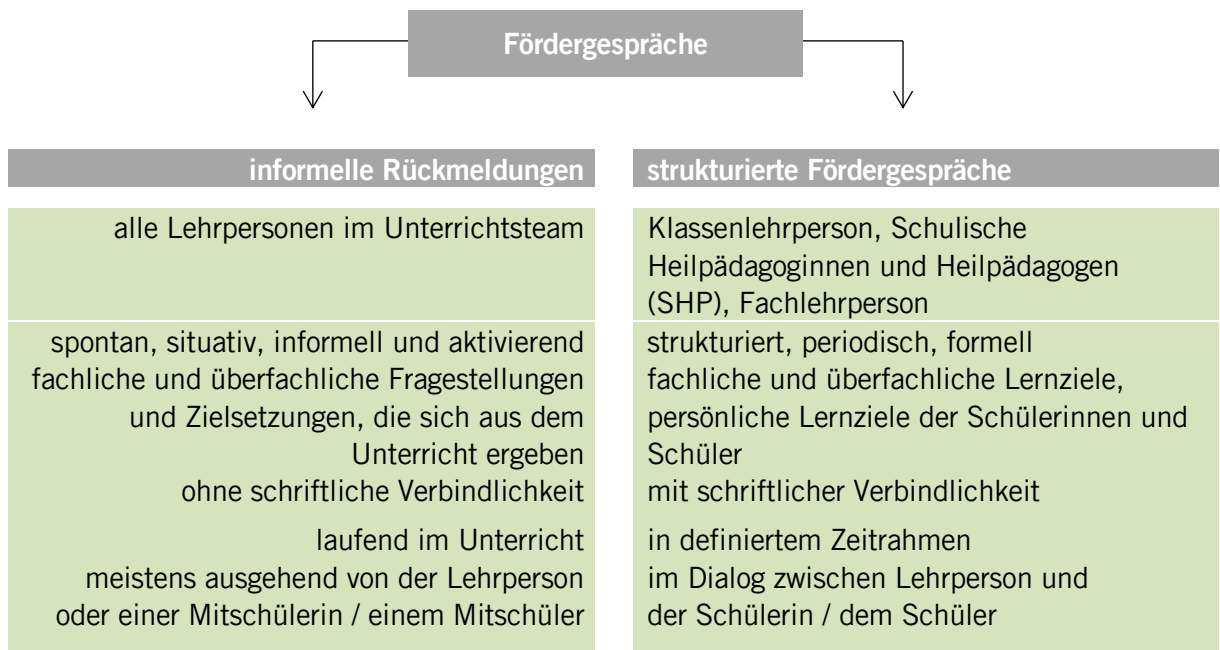 Fördergespräche
informelle Rückmeldungen
alle Lehrpersonen im Unterrichtsteam
spontan, situativ, informell und aktivierend
fachliche und überfachliche Fragestellungen
und Zielsetzungen, die sich aus dem
Unterricht ergeben
ohne schriftliche Verbindlichkeit
laufend im Unterricht
meistens ausgehend von der Lehrperson
oder einer Mitschülerin / einem Mitschüler
strukturierte Fördergespräche
Klassenlehrperson, Schulische
Heilpädagoginnen und Heilpädagogen
(SHP), Fachlehrperson
strukturiert, periodisch, formell
fachliche und überfachliche Lernziele,
persönliche Lernziele der Schülerinnen und
Schüler
mit schriftlicher Verbindlichkeit
in definiertem Zeitrahmen
im Dialog zwischen Lehrperson und
der Schülerin / dem Schüler